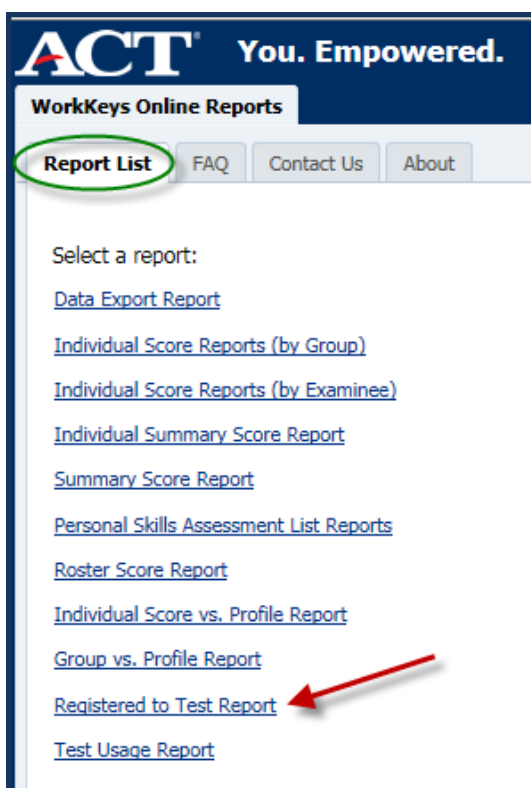 ACT® You. Empowered.
WorkKeys Online Reports
Report List FAQ Contact Us About
Select a report:
Data Export Report
Individual Score Reports (by Group)
Individual Score Reports (by Examinee)
Individual Summary Score Report
Summary Score Report
Personal Skills Assessment List Reports
Roster Score Report
Individual Score vs. Profile Report
Group vs. Profile Report
Registered to Test Report
Test Usage Report